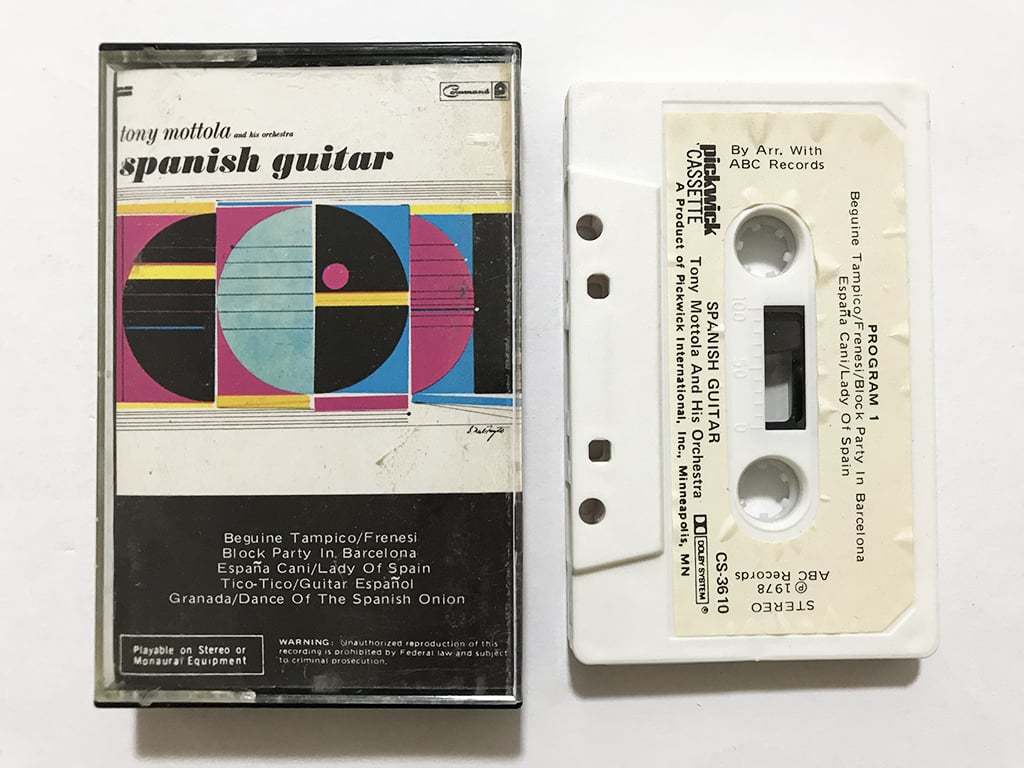 Command
tony mottola and his orchestra
spanish guitar
Beguine Tampico/Frenesi
Block Party In Barcelona
España Cani/Lady Of Spain
Tico-Tico/Guitar Español
Granada/Dance Of The Spanish Onion
Playable on Stereo or
Monaural Equipment
WARNING: Unauthorized reproduction of this
recording is prohibited by Federal law and subject
to criminal prosecution.
By Arr. With
ABC Records
pickwick
CASSETTE
A Product of Pickwick International, Inc., Minneapolis, MN
SPANISH GUITAR
Tony Mottola And His Orchestra
DOLBY SYSTEM ®
CS-3610
100 50 0
PROGRAM 1
Beguine Tampico/Frenesi/Block Party In Barcelona
España Cani/Lady Of Spain
STEREO
℗ 1978
ABC Records